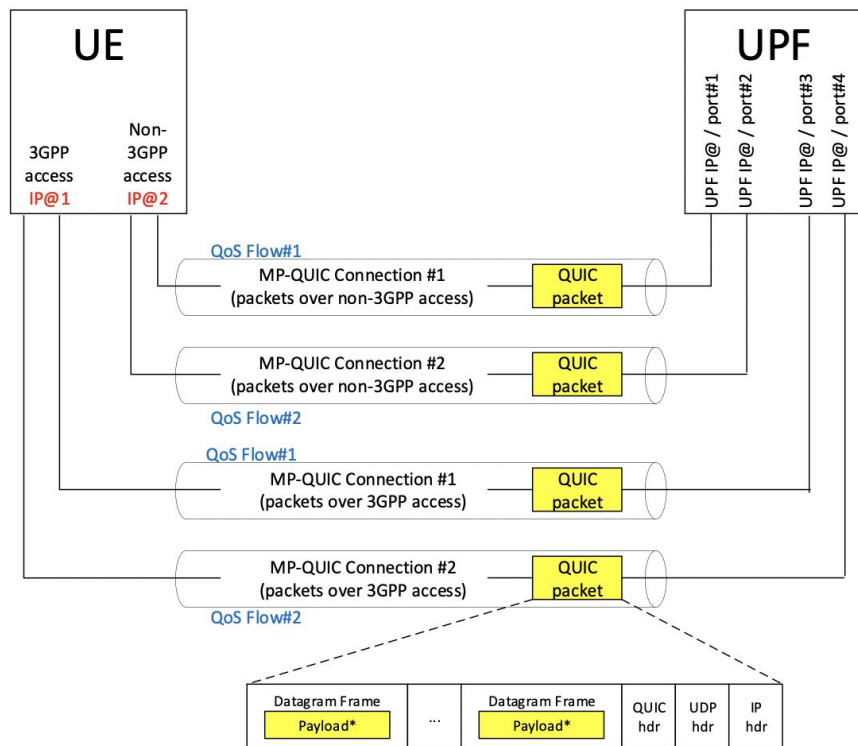 UE
UPF
3GPP
access
IP@1
Non-
3GPP
access
IP@2
UPF IP@ / port#1
UPF IP@ / port#2
UPF IP@ / port#3
UPF IP@ / port#4
QoS Flow#1
MP-QUIC Connection #1
(packets over non-3GPP access)
QUIC
packet
MP-QUIC Connection #2
(packets over non-3GPP access)
QUIC
packet
QoS Flow#2
QoS Flow#1
MP-QUIC Connection #1
(packets over 3GPP access)
QUIC
packet
MP-QUIC Connection #2
(packets over 3GPP access)
QUIC
packet
QoS Flow#2
Datagram Frame
Payload*
...
Datagram Frame
Payload*
QUIC
hdr
UDP
hdr
IP
hdr